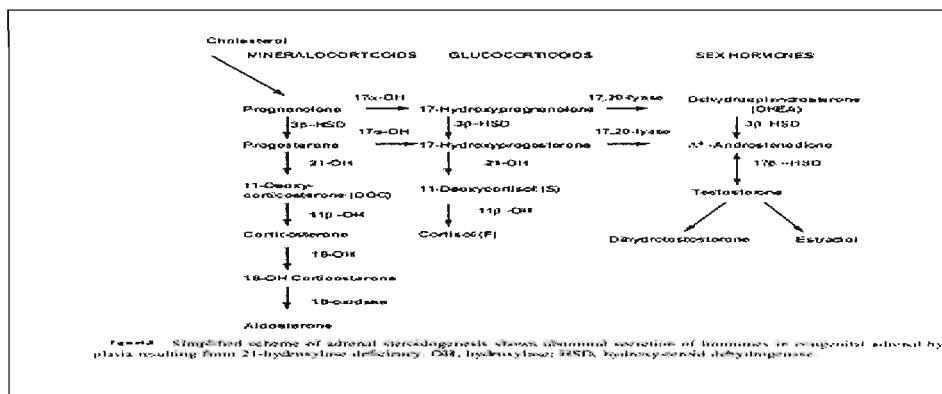 Cholesterol
MINERALOCORTICOIDS GLUCOCORTICOIDS SEX HORMONES
17α-OH 17,20-lyase
Pregnenolone 17-Hydroxypregnenolone Dehydroepiandrosterone
(DHEA)
3β-HSD 3β-HSD 3β HSD
17α-OH 17,20-lyase
Progesterone 17-Hydroxyprogesterone Δ⁴-Androstenedione
21-OH 21-OH 17β-HSD
11-Deoxy-
corticosterone (DOC) 11-Deoxycortisol (S) Testosterone
11β-OH 11β-OH
Corticosterone Cortisol (F) Dihydrotestosterone Estradiol
18-OH
18-OH Corticosterone
18-oxidase
Aldosterone
Simplified scheme of adrenal steroidogenesis shows abnormal secretion of hormones in congenital adrenal hy
plasia resulting from 21-hydroxylase deficiency. OH, hydroxylase; HSD, hydroxysteroid dehydrogenase.